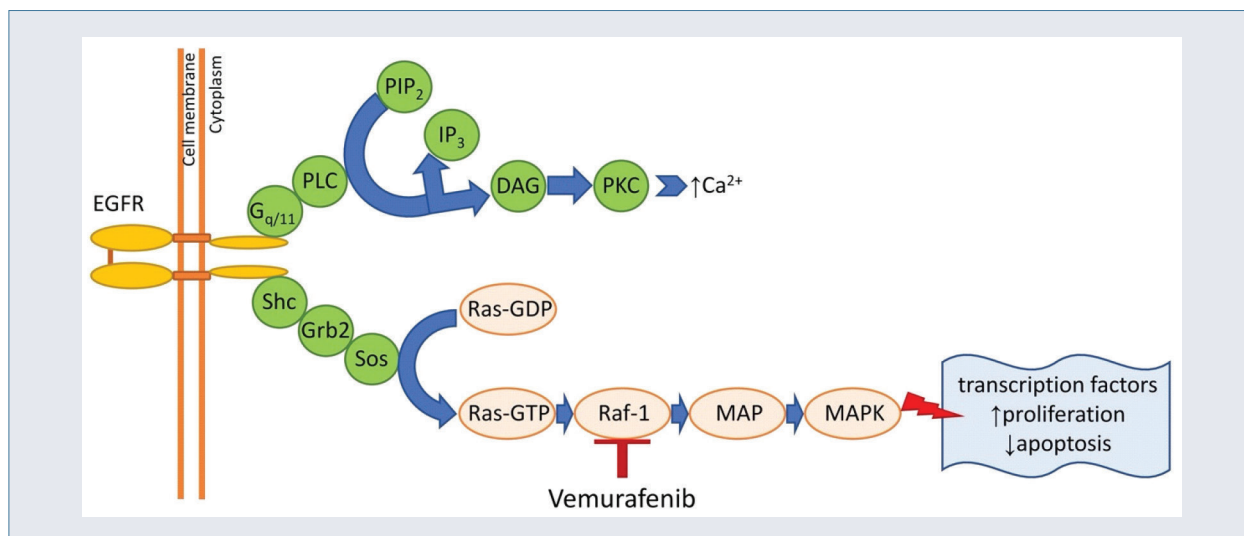 Cell membrane
Cytoplasm
EGFR
PIP₂
IP₃
PLC
DAG
PKC
↑Ca²⁺
Gq/11
Shc
Grb2
Sos
Ras-GDP
Ras-GTP
Raf-1
MAP
MAPK
transcription factors
↑proliferation
↓apoptosis
Vemurafenib